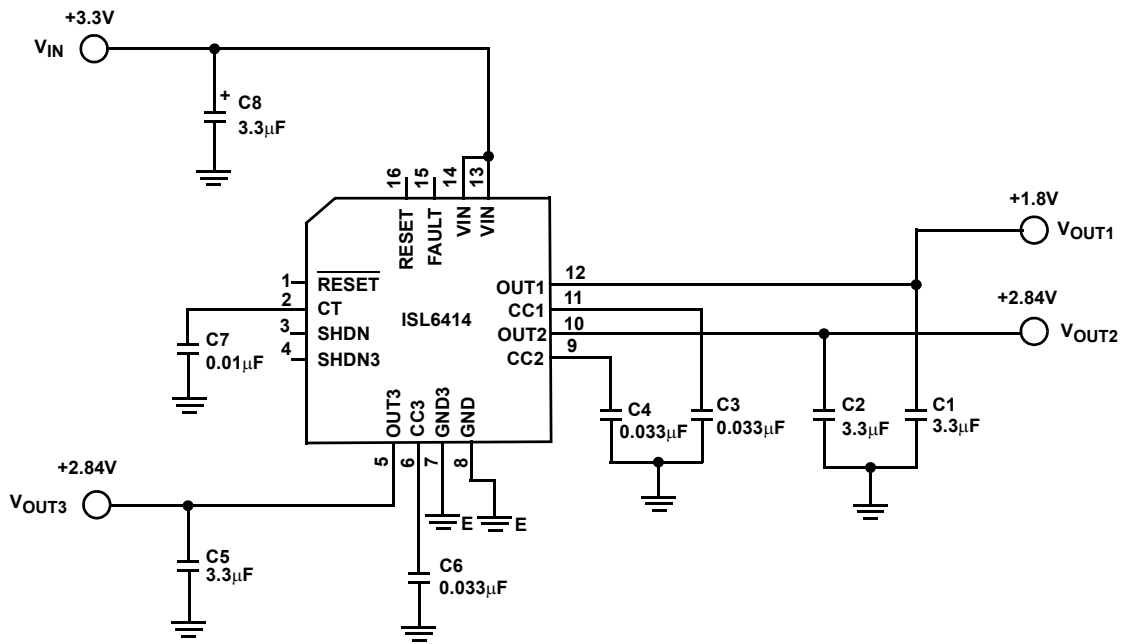 +3.3V
VIN
+
C8
3.3μF
16
15
14
13
RESET
FAULT
VIN
VIN
+1.8V
VOUT1
1
RESET
OUT1
12
2
CT
CC1
11
ISL6414
+2.84V
3
SHDN
OUT2
10
VOUT2
4
SHDN3
CC2
9
C7
0.01μF
OUT3
CC3
GND3
GND
5
6
7
8
C4
0.033μF
C3
0.033μF
C2
3.3μF
C1
3.3μF
+2.84V
VOUT3
E
E
C5
3.3μF
C6
0.033μF